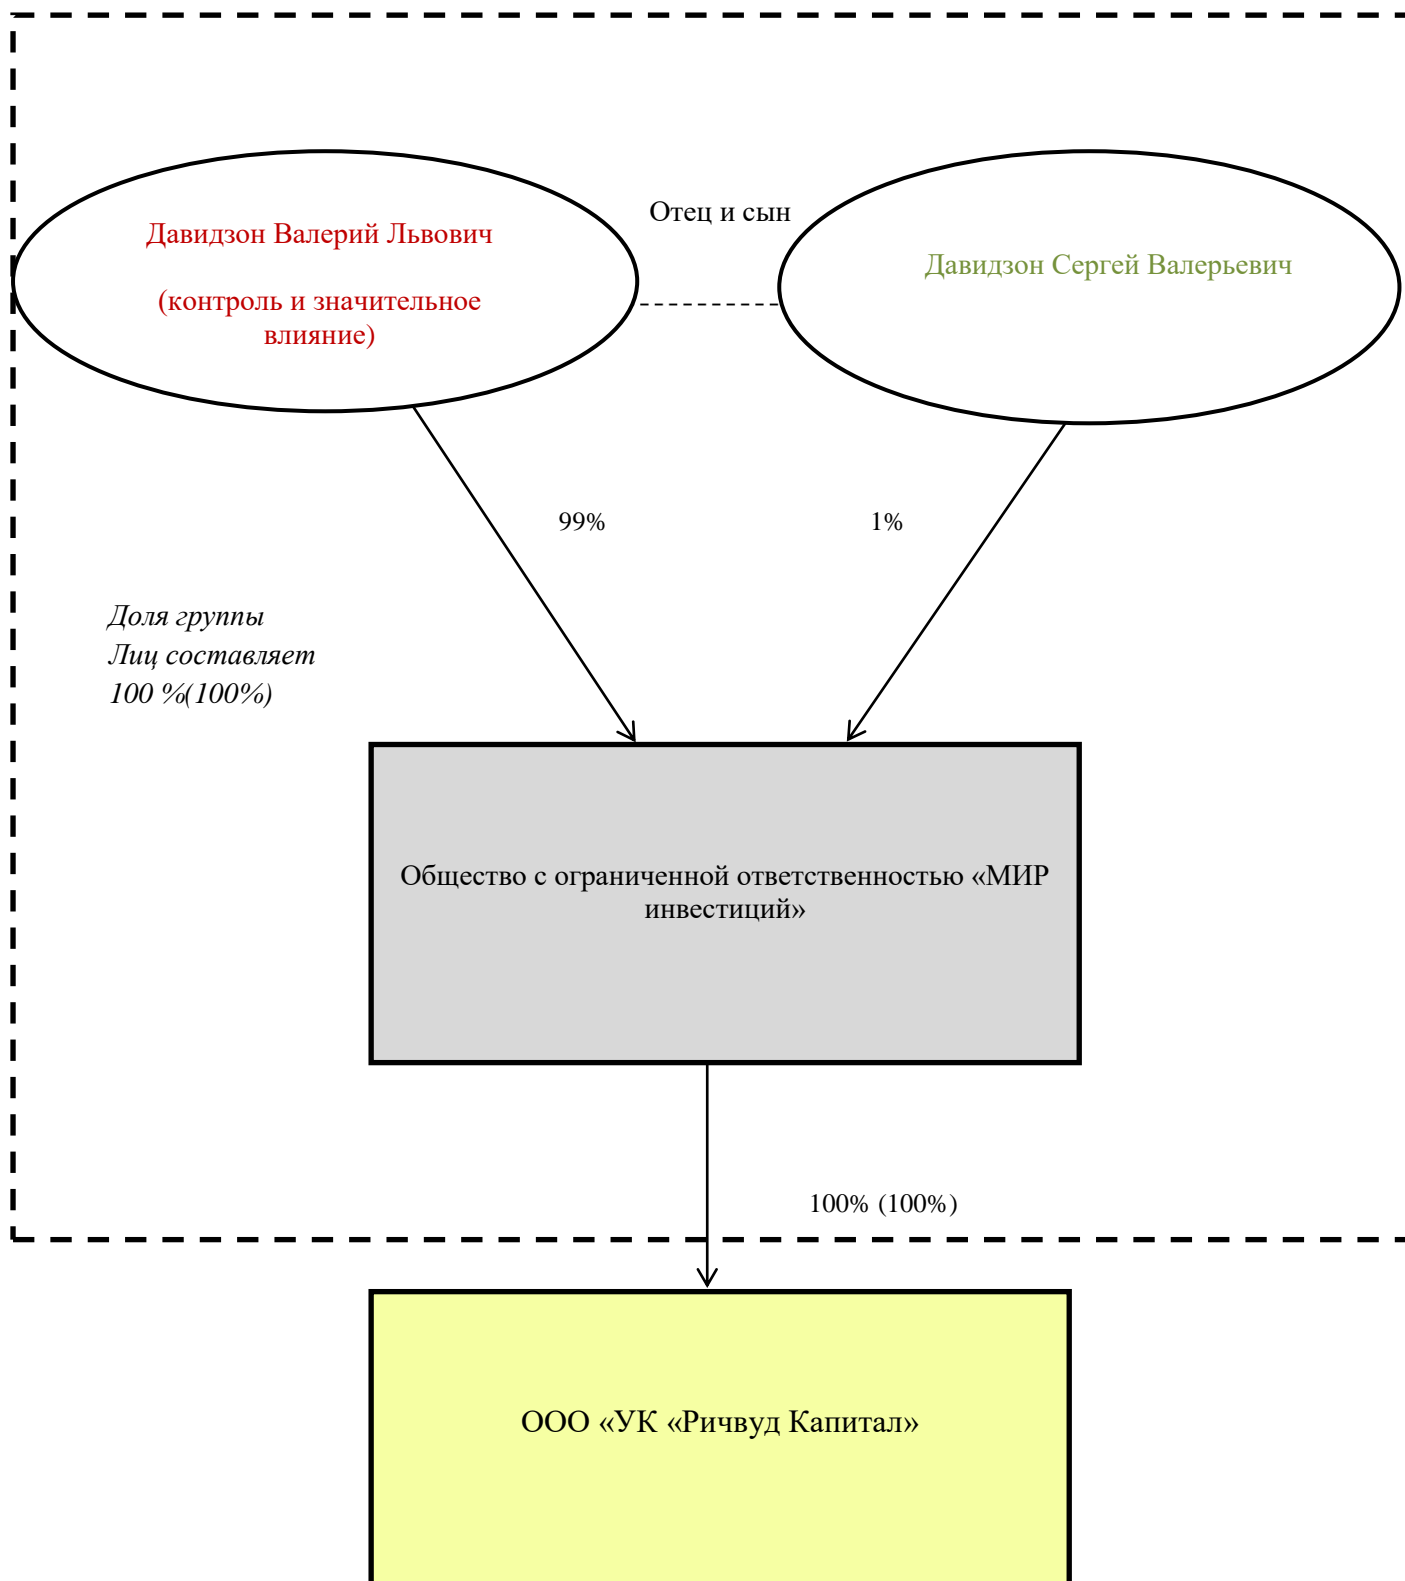 Отец и сын
Давидзон Валерий Львович
(контроль и значительное
влияние)
Давидзон Сергей Валерьевич
99%
1%
Доля группы
Лиц составляет
100 %(100%)
Общество с ограниченной ответственностью «МИР
инвестиций»
100% (100%)
ООО «УК «Ричвуд Капитал»